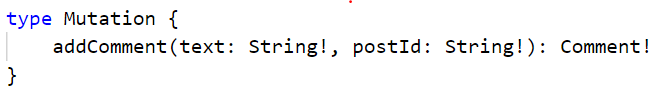 type Mutation {
    addComment(text: String!, postId: String!): Comment!
}